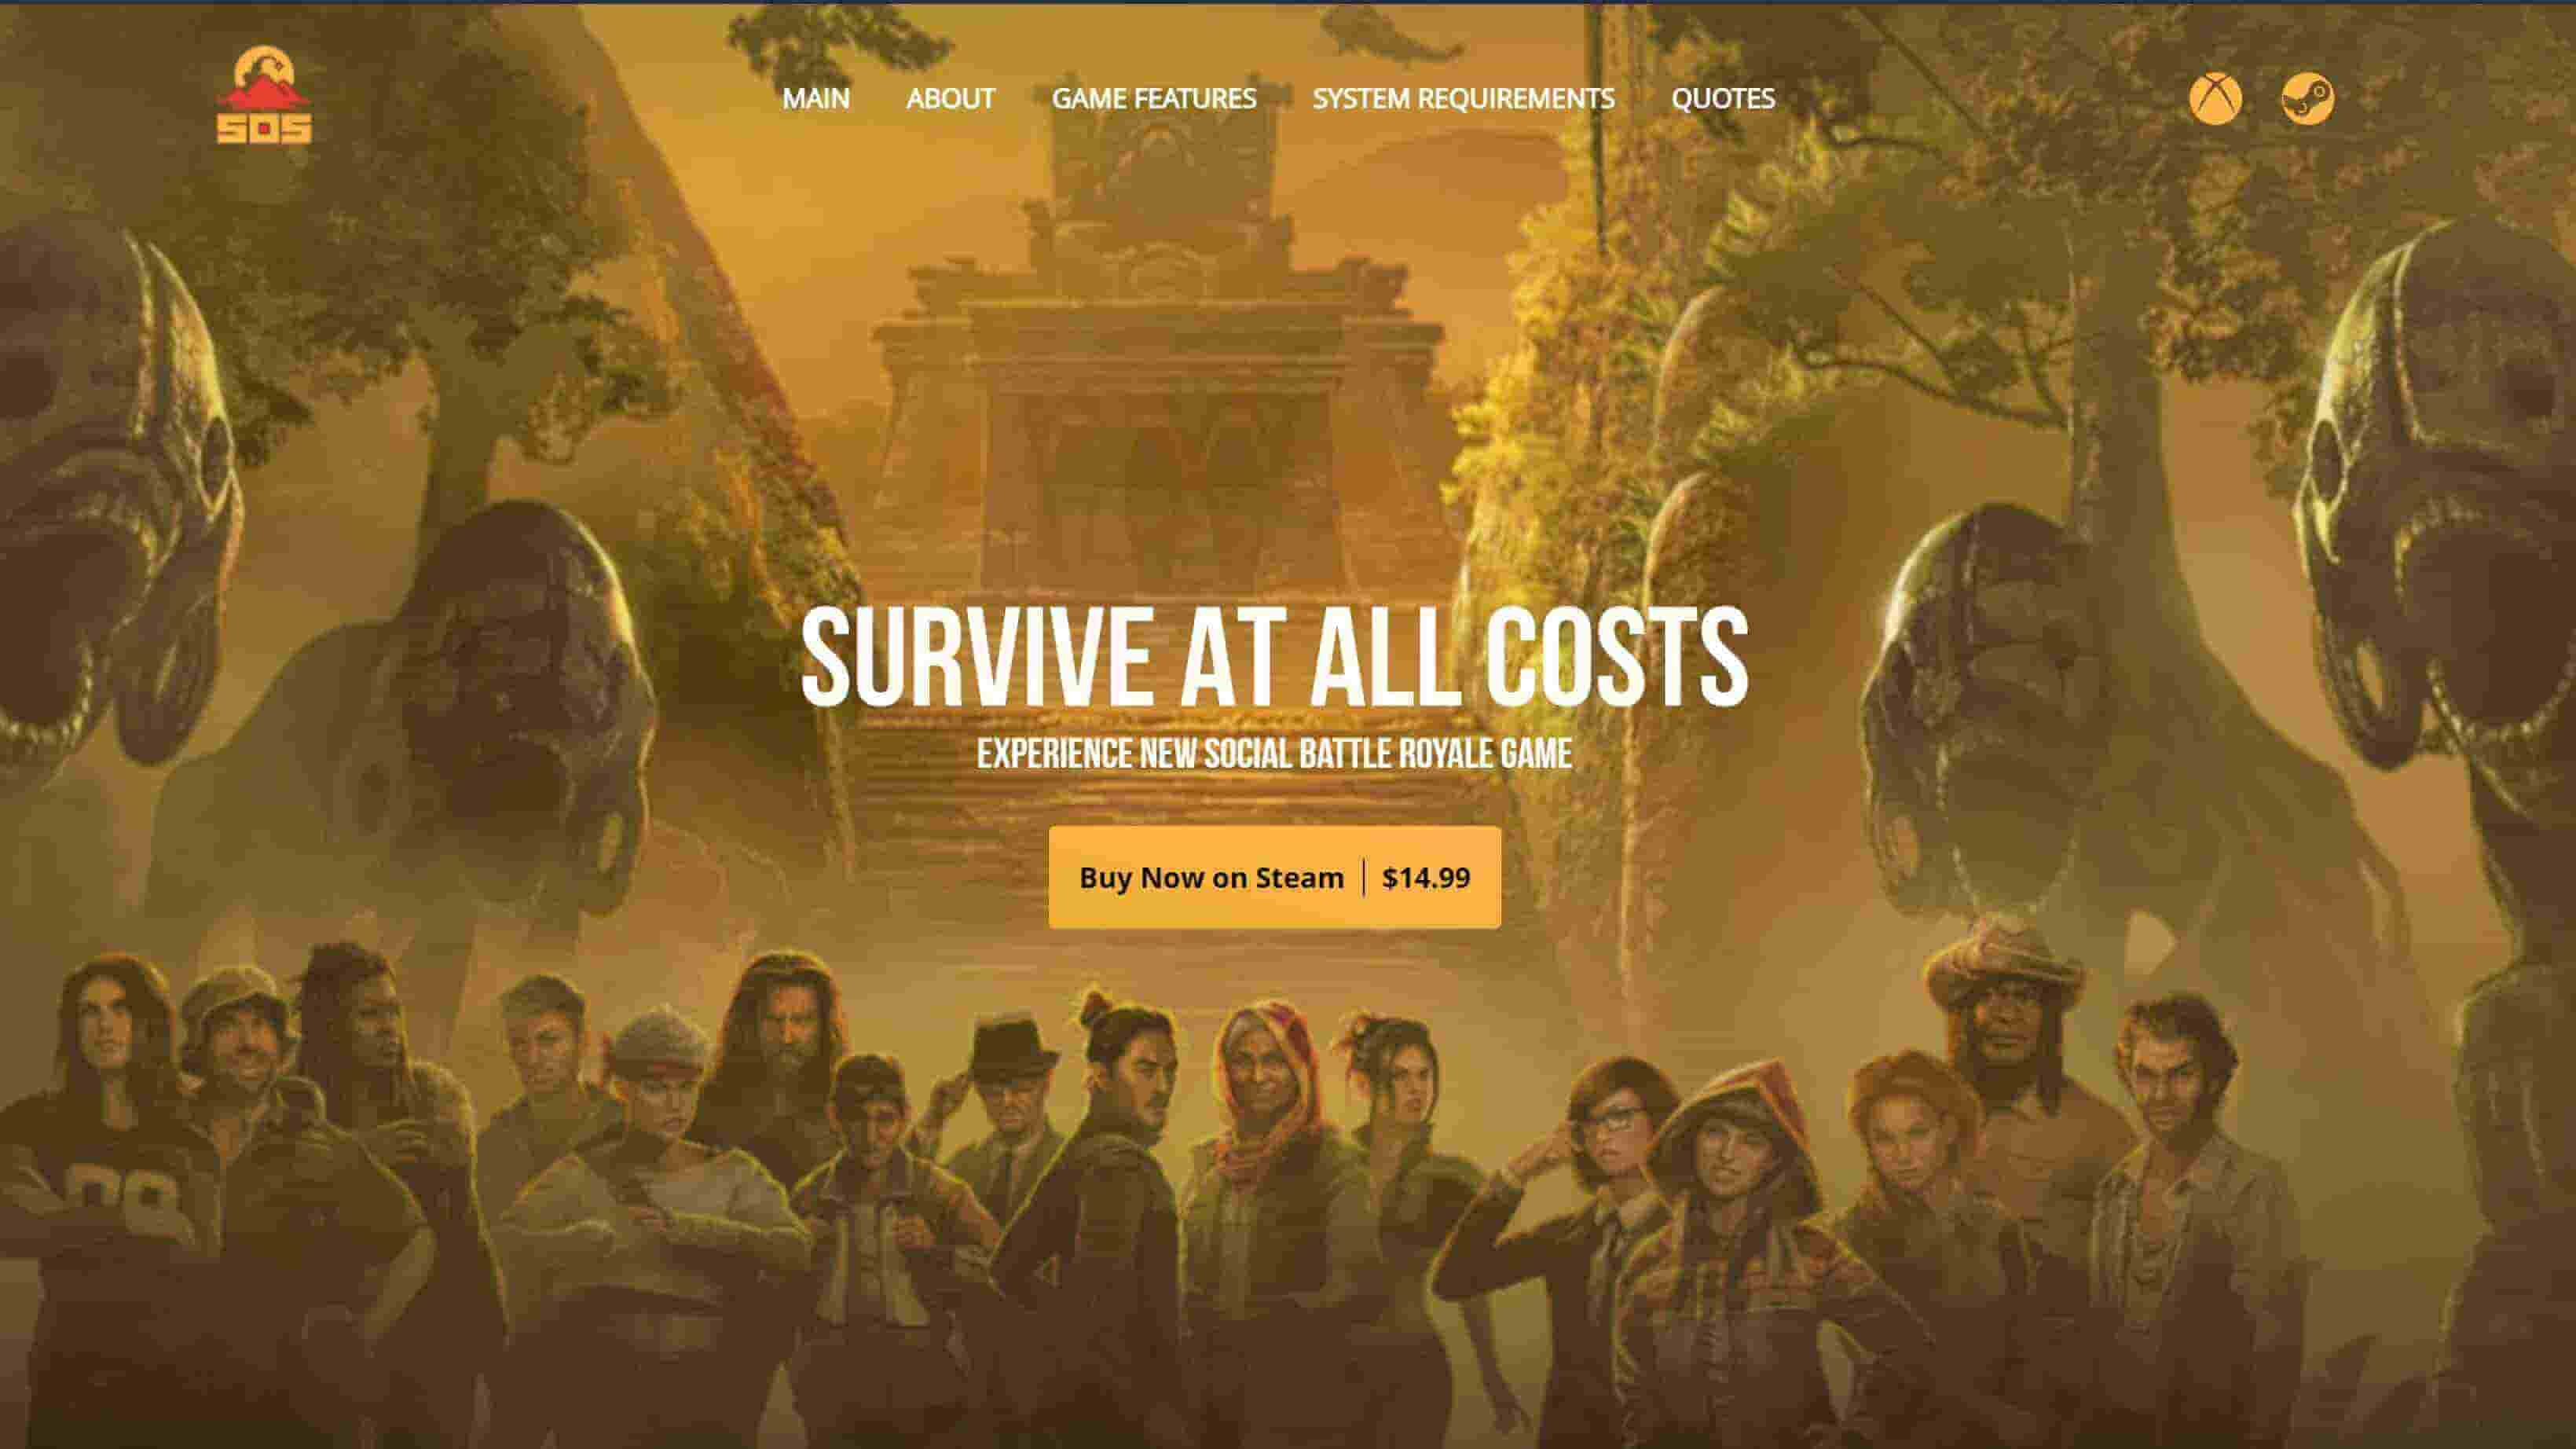 SOS
MAIN
ABOUT
GAME FEATURES
SYSTEM REQUIREMENTS
QUOTES
SURVIVE AT ALL COSTS
EXPERIENCE NEW SOCIAL BATTLE ROYALE GAME
Buy Now on Steam | $14.99